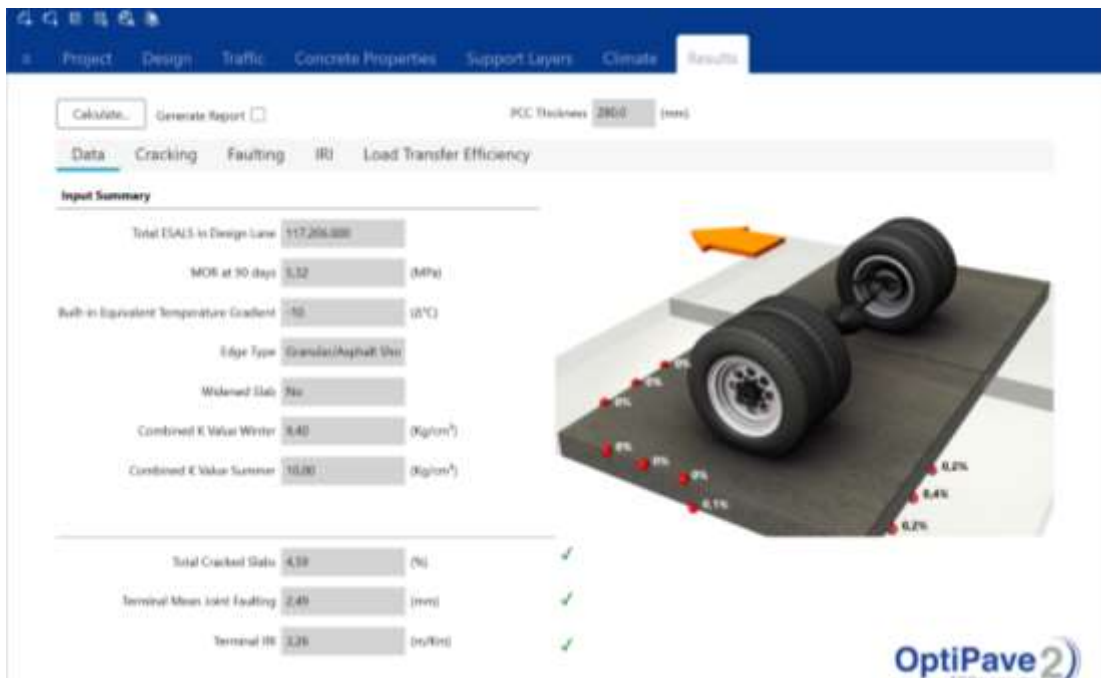 Project Design Traffic Concrete Properties Support Layers Climate Results
Calculate... Generate Report PCC Thickness 280,0 (mm)
Data Cracking Faulting IRI Load Transfer Efficiency
Input Summary
Total ESALS in Design Lane 117.206.000
MOR at 90 days 5,32 (MPa)
Built-in Equivalent Temperature Gradient -10 (Δ°C)
Edge Type Granular/Asphalt Sho
Widened Slab No
Combined K Value Winter 9,40 (Kg/cm³)
Combined K Value Summer 10,00 (Kg/cm³)
0%
0%
0%
0%
0%
0%
0,1%
0,2%
0,4%
0,2%
Total Cracked Slabs 4,59 (%)
Terminal Mean Joint Faulting 2,49 (mm)
Terminal IRI 3,26 (m/Km)
OptiPave 2